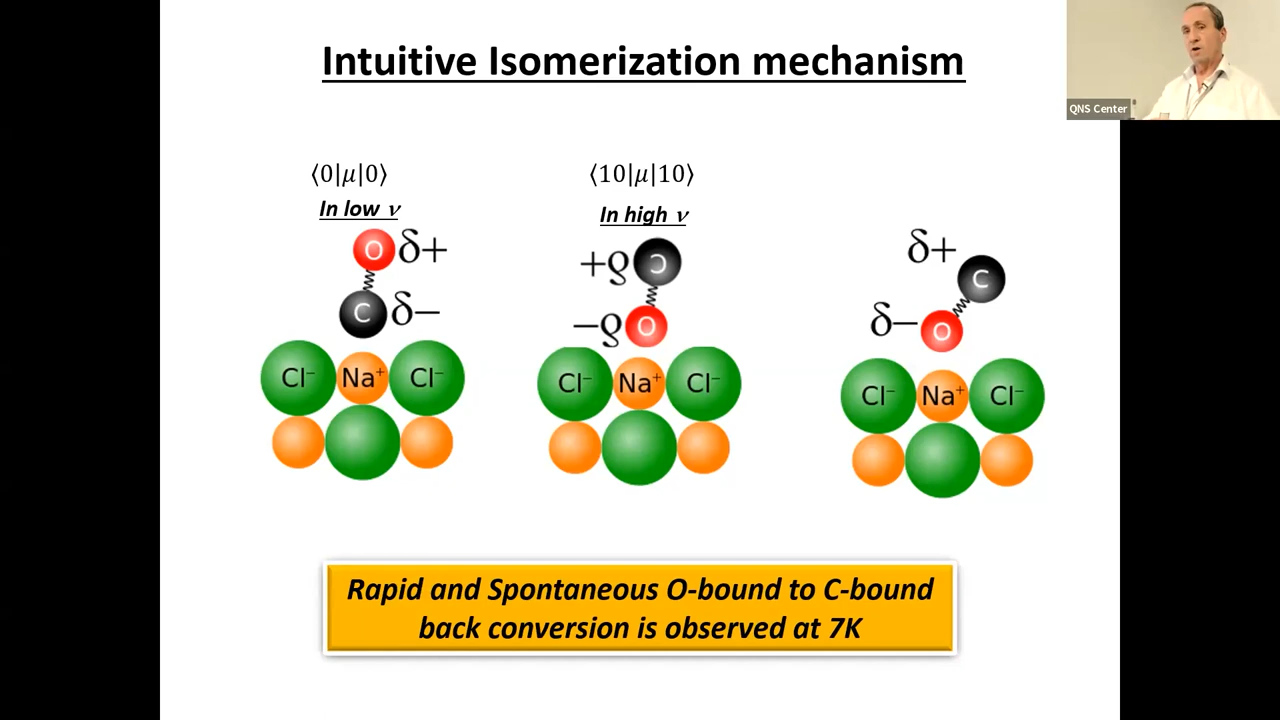 Intuitive Isomerization mechanism
QNS Center
⟨0|μ|0⟩
In low ν
O δ+
C δ−
Cl⁻ Na⁺ Cl⁻
⟨10|μ|10⟩
In high ν
δ+ C
δ− O
Cl⁻ Na⁺ Cl⁻
δ+ C
δ− O
Cl⁻ Na⁺ Cl⁻
Rapid and Spontaneous O-bound to C-bound
back conversion is observed at 7K